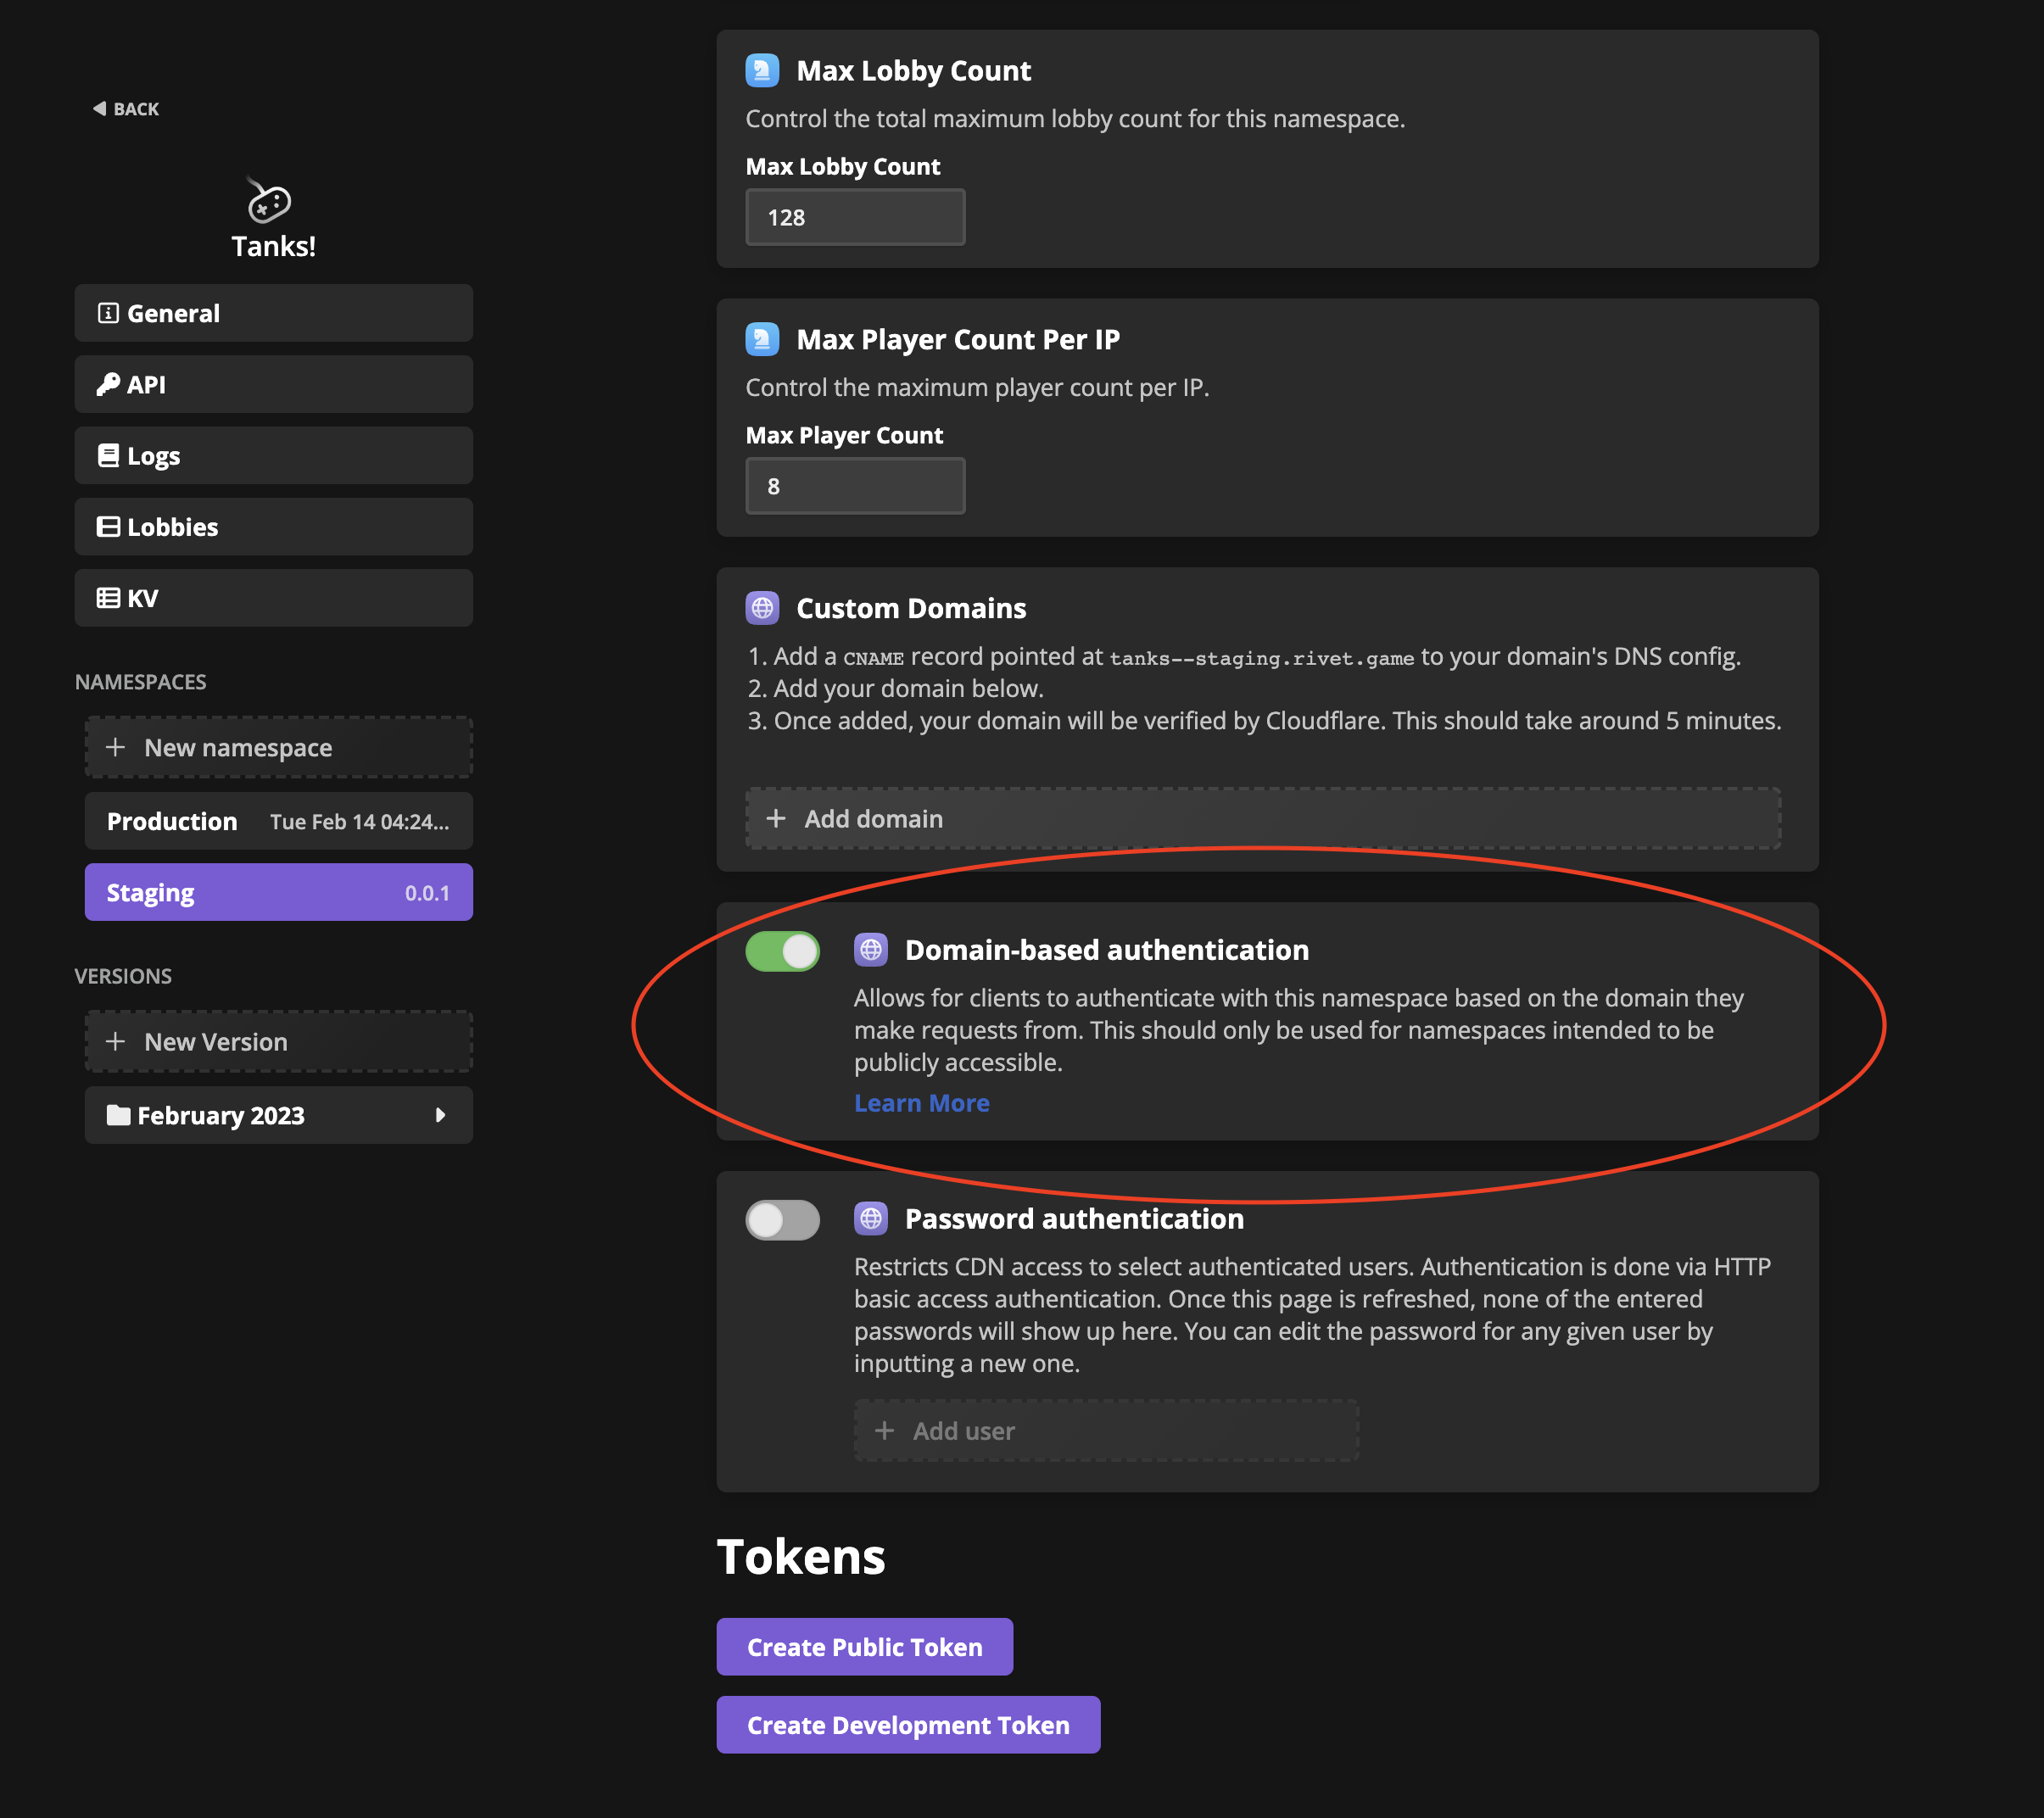 BACK
Tanks!
General
API
Logs
Lobbies
KV
NAMESPACES
New namespace
Production Tue Feb 14 04:24...
Staging 0.0.1
VERSIONS
New Version
February 2023
Max Lobby Count
Control the total maximum lobby count for this namespace.
Max Lobby Count
128
Max Player Count Per IP
Control the maximum player count per IP.
Max Player Count
8
Custom Domains
1. Add a CNAME record pointed at tanks--staging.rivet.game to your domain's DNS config.
2. Add your domain below.
3. Once added, your domain will be verified by Cloudflare. This should take around 5 minutes.
Add domain
Domain-based authentication
Allows for clients to authenticate with this namespace based on the domain they
make requests from. This should only be used for namespaces intended to be
publicly accessible.
Learn More
Password authentication
Restricts CDN access to select authenticated users. Authentication is done via HTTP
basic access authentication. Once this page is refreshed, none of the entered
passwords will show up here. You can edit the password for any given user by
inputting a new one.
Add user
Tokens
Create Public Token
Create Development Token